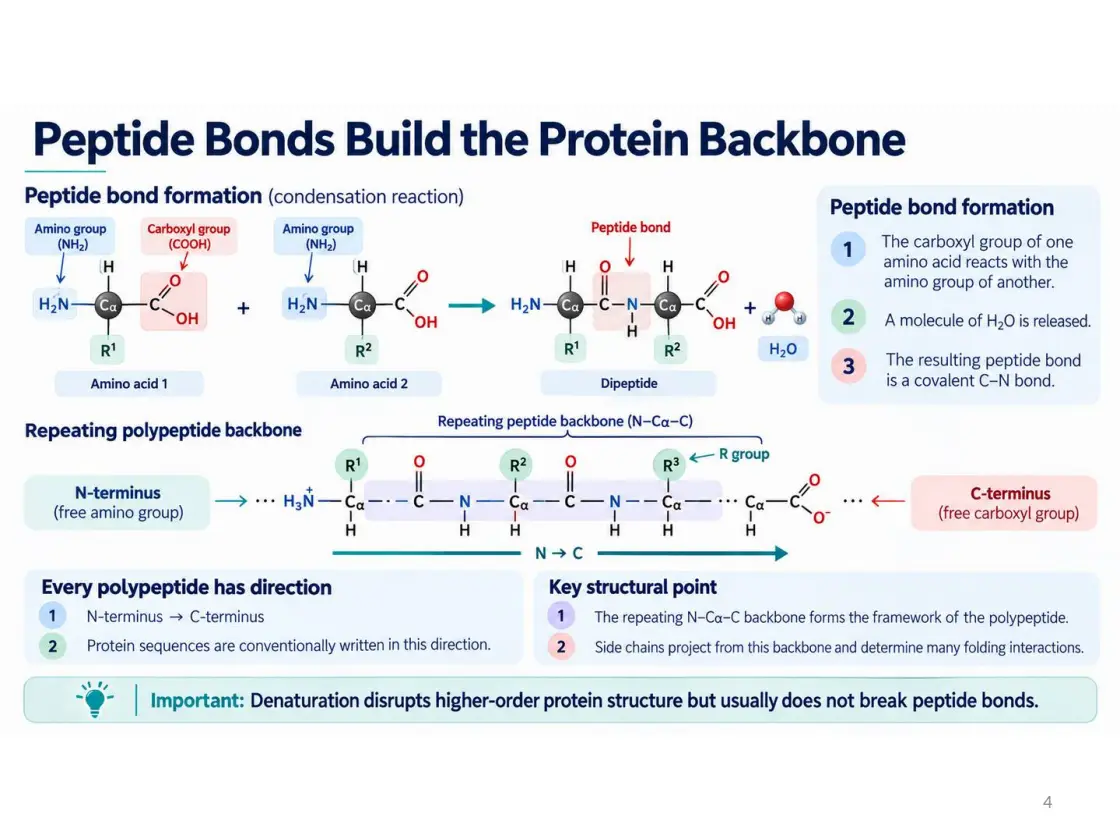 Peptide Bonds Build the Protein Backbone
Peptide bond formation (condensation reaction)
Amino group
(NH₂)
Carboxyl group
(COOH)
Amino group
(NH₂)
Peptide bond
H
O
H₂N
Cα
C
OH
R¹
+
H
O
H₂N
Cα
C
OH
R²
H
O
H
O
H₂N
Cα
C
N
Cα
C
H
OH
R¹
R²
+
H
H
H₂O
Amino acid 1
Amino acid 2
Dipeptide
Peptide bond formation
1
The carboxyl group of one
amino acid reacts with the
amino group of another.
2
A molecule of H₂O is released.
3
The resulting peptide bond
is a covalent C–N bond.
Repeating polypeptide backbone
Repeating peptide backbone (N–Cα–C)
N-terminus
(free amino group)
R¹
O
R²
O
R³
R group
O
··· H₃N⁺ Cα ·· C N Cα C N Cα ··· Cα C ···
O⁻
H
H
H
H
H
H
N → C
C-terminus
(free carboxyl group)
Every polypeptide has direction
1
N-terminus → C-terminus
2
Protein sequences are conventionally written in this direction.
Key structural point
1
The repeating N–Cα–C backbone forms the framework of the polypeptide.
2
Side chains project from this backbone and determine many folding interactions.
Important: Denaturation disrupts higher-order protein structure but usually does not break peptide bonds.
4